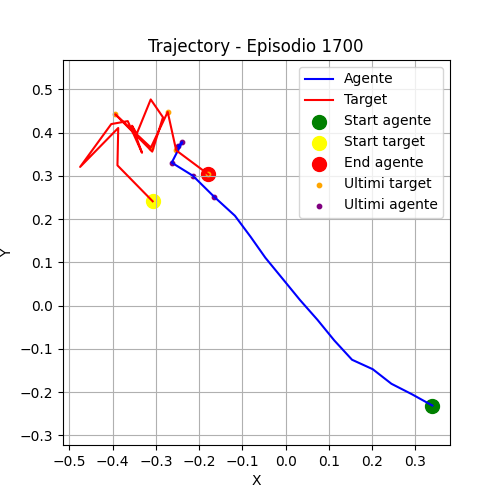 Trajectory - Episodio 1700
Agente
Target
Start agente
Start target
End agente
Ultimi target
Ultimi agente
0.5
0.4
0.3
0.2
0.1
0.0
−0.1
−0.2
−0.3
Y
−0.5 −0.4 −0.3 −0.2 −0.1 0.0 0.1 0.2 0.3
X